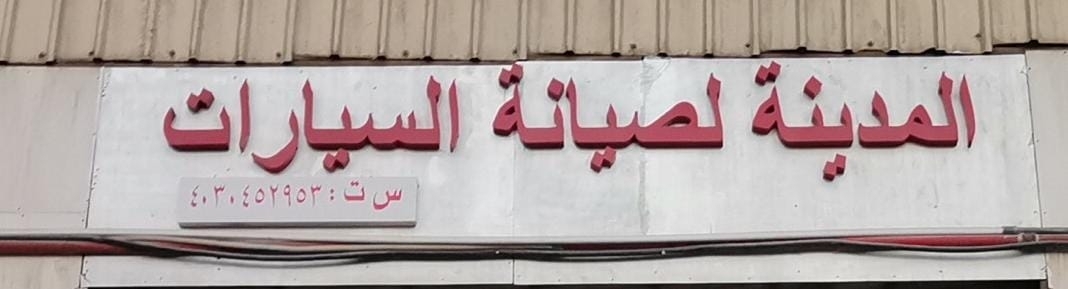 المدينة لصيانة السيارات
س ت : ٤٠٣٠٤٥٢٩٥٣